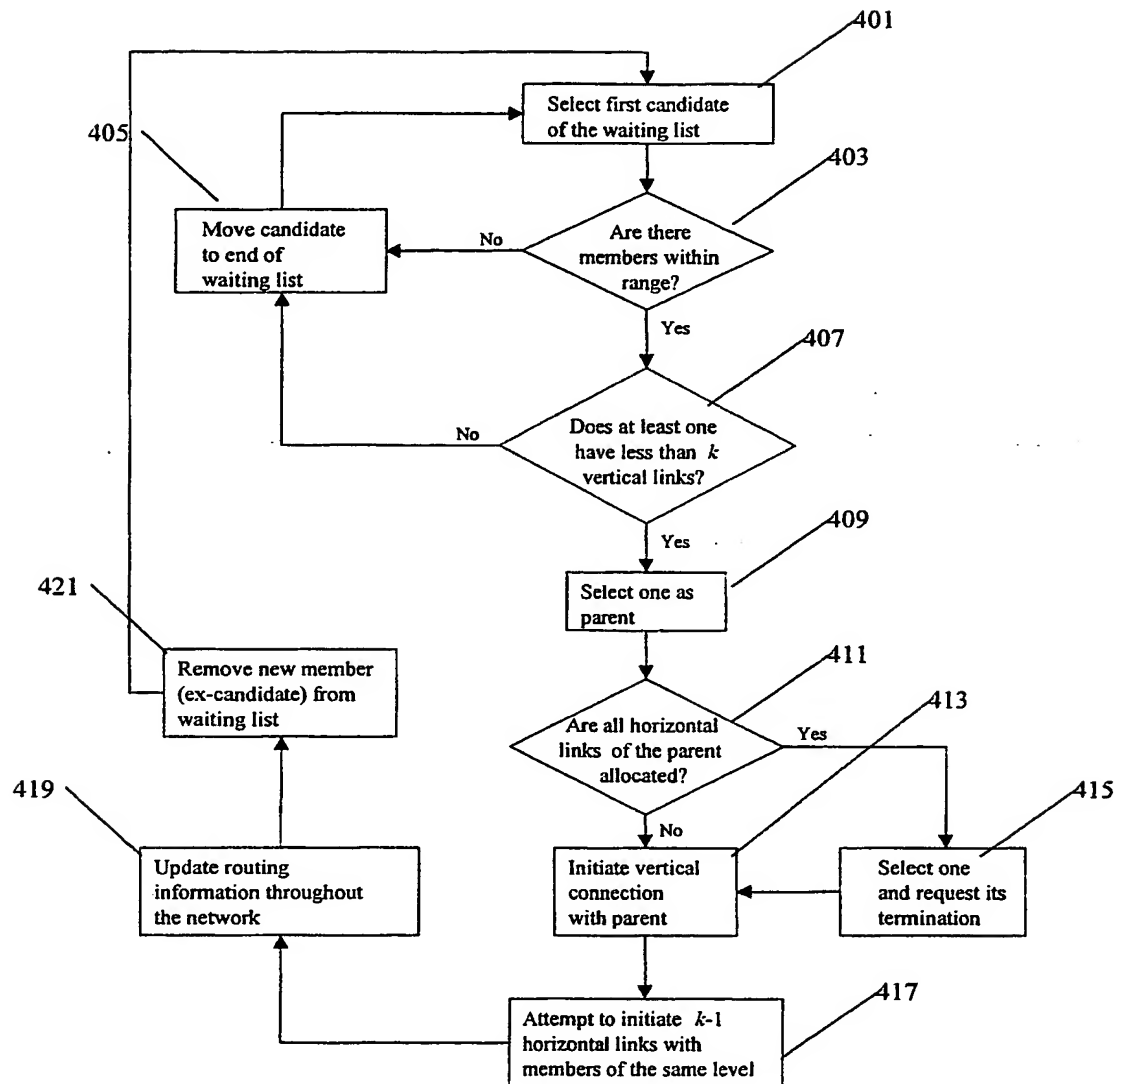 401
Select first candidate
of the waiting list
405
403
Move candidate
to end of
waiting list
No
Are there
members within
range?
Yes
407
No
Does at least one
have less than k
vertical links?
Yes
409
Select one as
parent
421
Remove new member
(ex-candidate) from
waiting list
411
Are all horizontal
links of the parent
allocated?
Yes
413
No
419
415
Update routing
information throughout
the network
Initiate vertical
connection
with parent
Select one
and request its
termination
417
Attempt to initiate k-1
horizontal links with
members of the same level